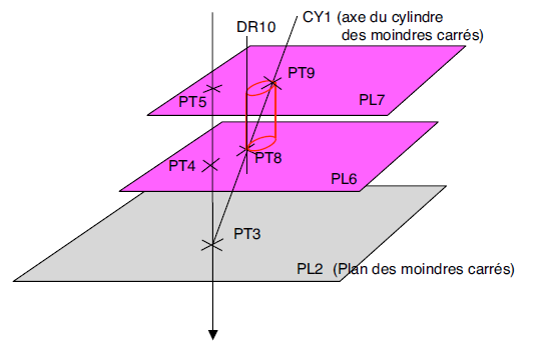 CY1 (axe du cylindre
des moindres carrés)
DR10
PT9
PT5
PL7
PT8
PT4
PL6
PT3
PL2 (Plan des moindres carrés)